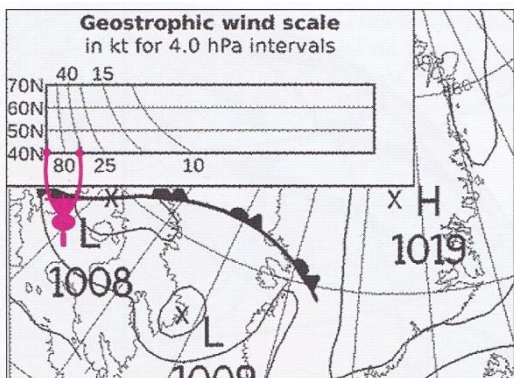 Geostrophic wind scale
in kt for 4.0 hPa intervals
40 15
70N
60N
50N
40N
80 25 10
X
X H
L
1019
1008
X
L
1008